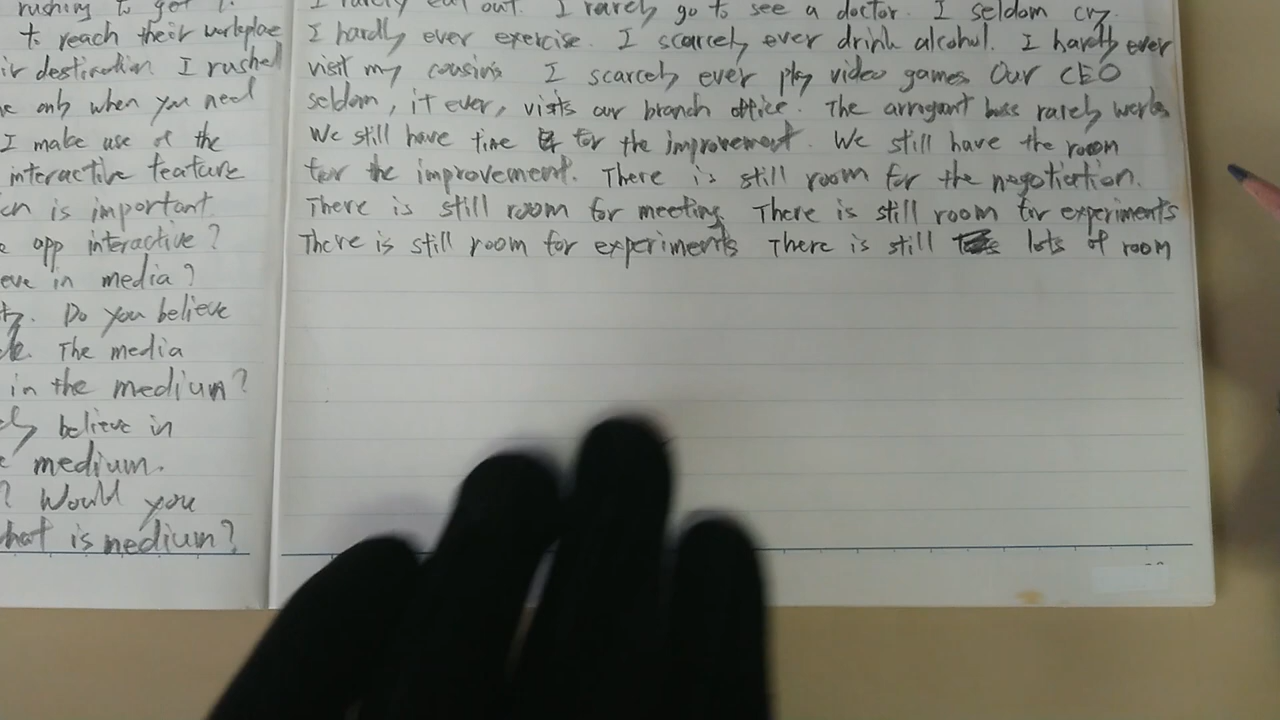 rushing to get
to reach their workplace
ir destination. I rushed
only when you need
I make use of the
interactive feature
is important
app interactive?
eve in media?
Do you believe
The media
in the medium?
believe in
medium.
? Would you
hat is medium?
I rarely eat out. I rarely go to see a doctor. I seldom cry.
I hardly ever exercise. I scarcely ever drink alcohol. I hardly ever
visit my cousins. I scarcely ever play video games. Our CEO
seldom, if ever, visits our branch office. The arrogant boss rarely works
We still have time for the improvement. We still have the room
for the improvement. There is still room for the negotiation.
There is still room for meeting. There is still room for experiments
There is still room for experiments There is still lots of room